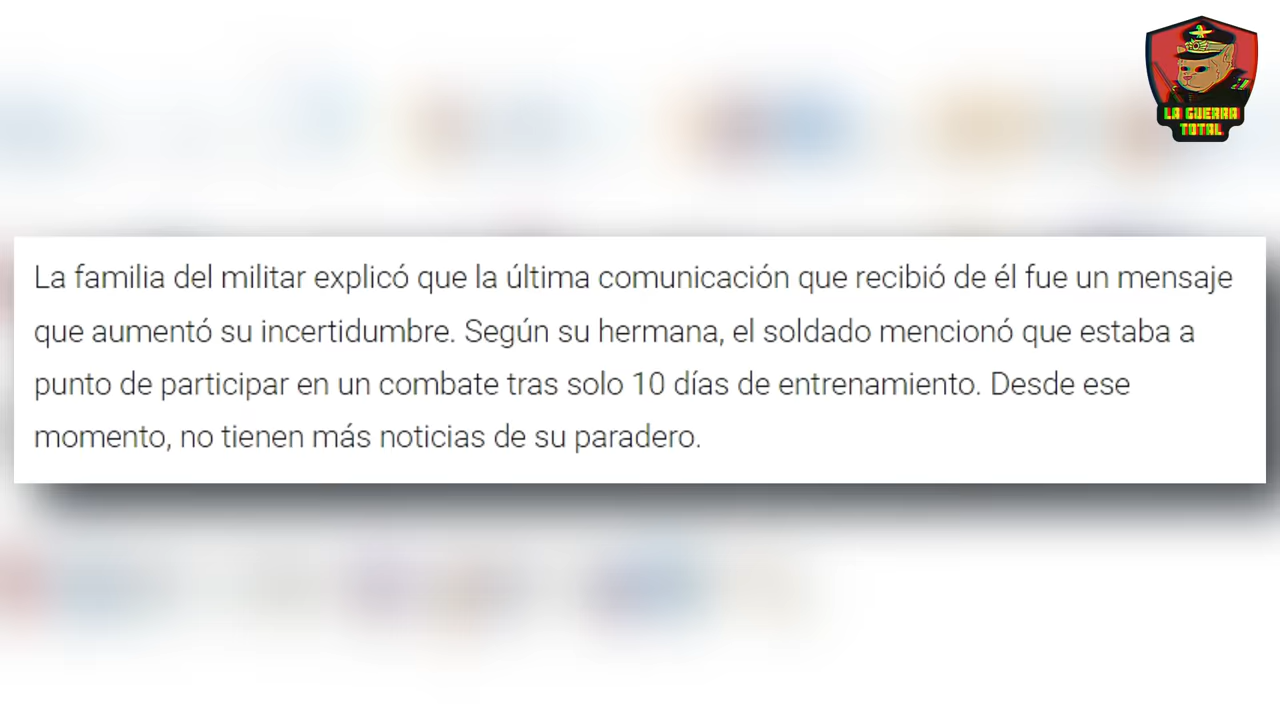 LA GUERRA
TOTAL
La familia del militar explicó que la última comunicación que recibió de él fue un mensaje
que aumentó su incertidumbre. Según su hermana, el soldado mencionó que estaba a
punto de participar en un combate tras solo 10 días de entrenamiento. Desde ese
momento, no tienen más noticias de su paradero.